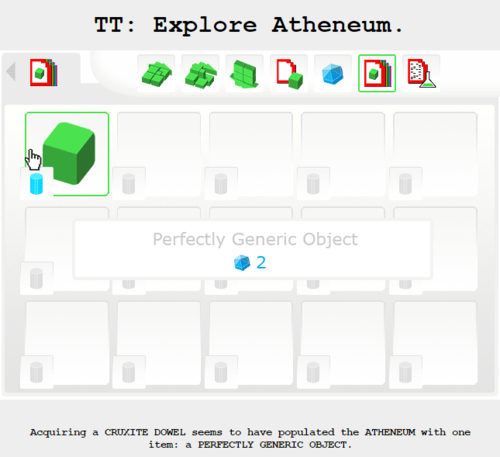 TT: Explore Atheneum.
Perfectly Generic Object
2
Acquiring a CRUXITE DOWEL seems to have populated the ATHENEUM with one
item: a PERFECTLY GENERIC OBJECT.